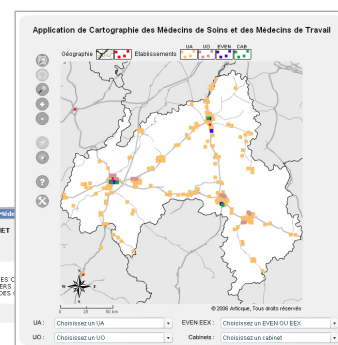 Application de Cartographie des Médecins de Soins et des Médecins de Travail
Géographie Etablissements UA UO EVEN CAB
+
-
?
N
0 25 50 km
© 2006 Articque, Tous droits réservés
UA : Choisissez un UA EVEN EEX : Choisissez un EVEN OU EEX
UO : Choisissez un UO Cabinets : Choisissez un cabinet